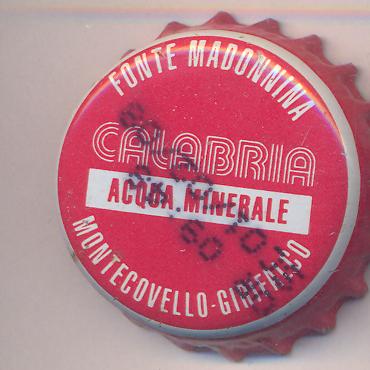 FONTE MADONNINA
CALABRIA
ACQUA MINERALE
MONTECOVELLO-GIRIFALCO